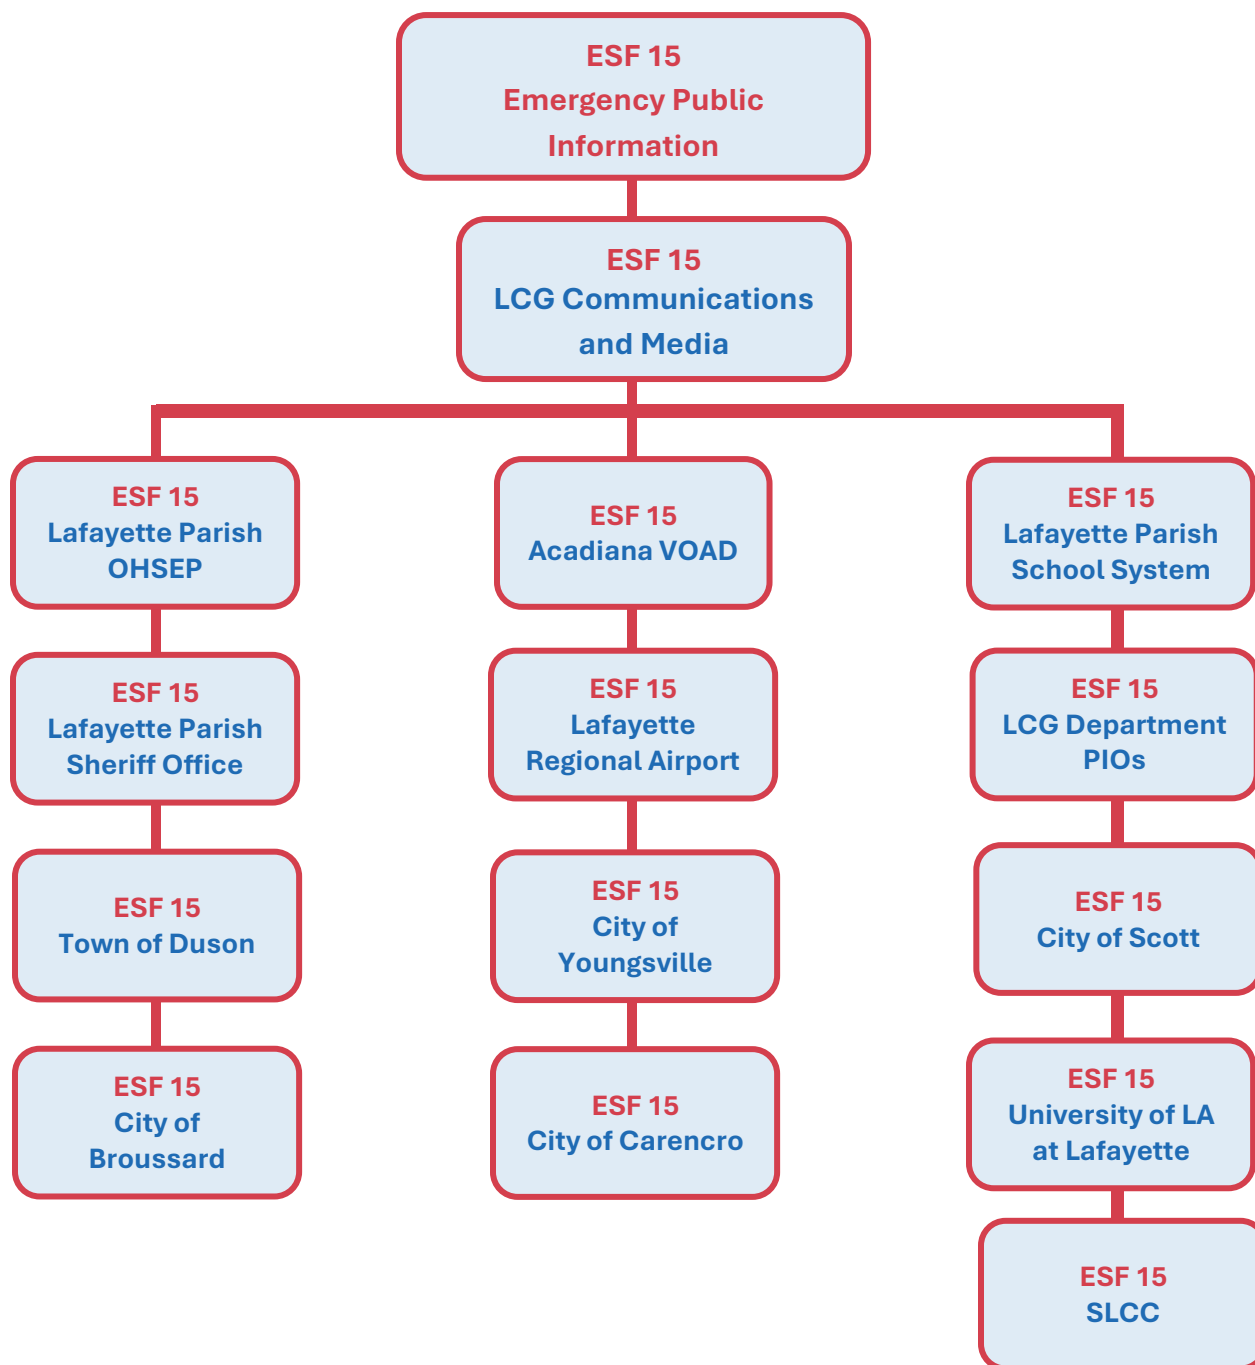 ESF 15
Emergency Public
Information
ESF 15
LCG Communications
and Media
ESF 15
Lafayette Parish
OHSEP
ESF 15
Acadiana VOAD
ESF 15
Lafayette Parish
School System
ESF 15
Lafayette Parish
Sheriff Office
ESF 15
Lafayette
Regional Airport
ESF 15
LCG Department
PIOs
ESF 15
Town of Duson
ESF 15
City of
Youngsville
ESF 15
City of Scott
ESF 15
City of
Broussard
ESF 15
City of Carencro
ESF 15
University of LA
at Lafayette
ESF 15
SLCC